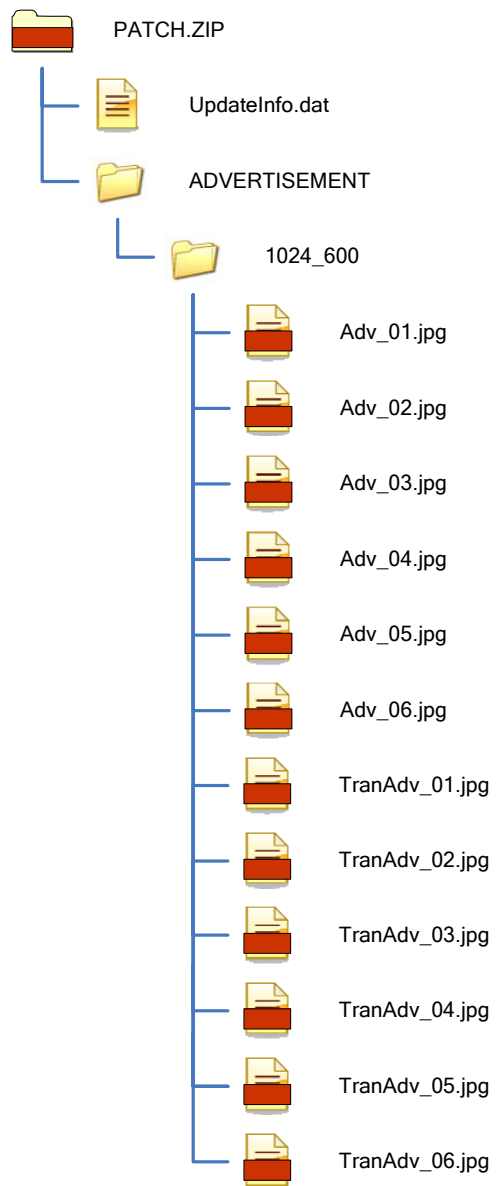 PATCH.ZIP
UpdateInfo.dat
ADVERTISEMENT
1024_600
Adv_01.jpg
Adv_02.jpg
Adv_03.jpg
Adv_04.jpg
Adv_05.jpg
Adv_06.jpg
TranAdv_01.jpg
TranAdv_02.jpg
TranAdv_03.jpg
TranAdv_04.jpg
TranAdv_05.jpg
TranAdv_06.jpg